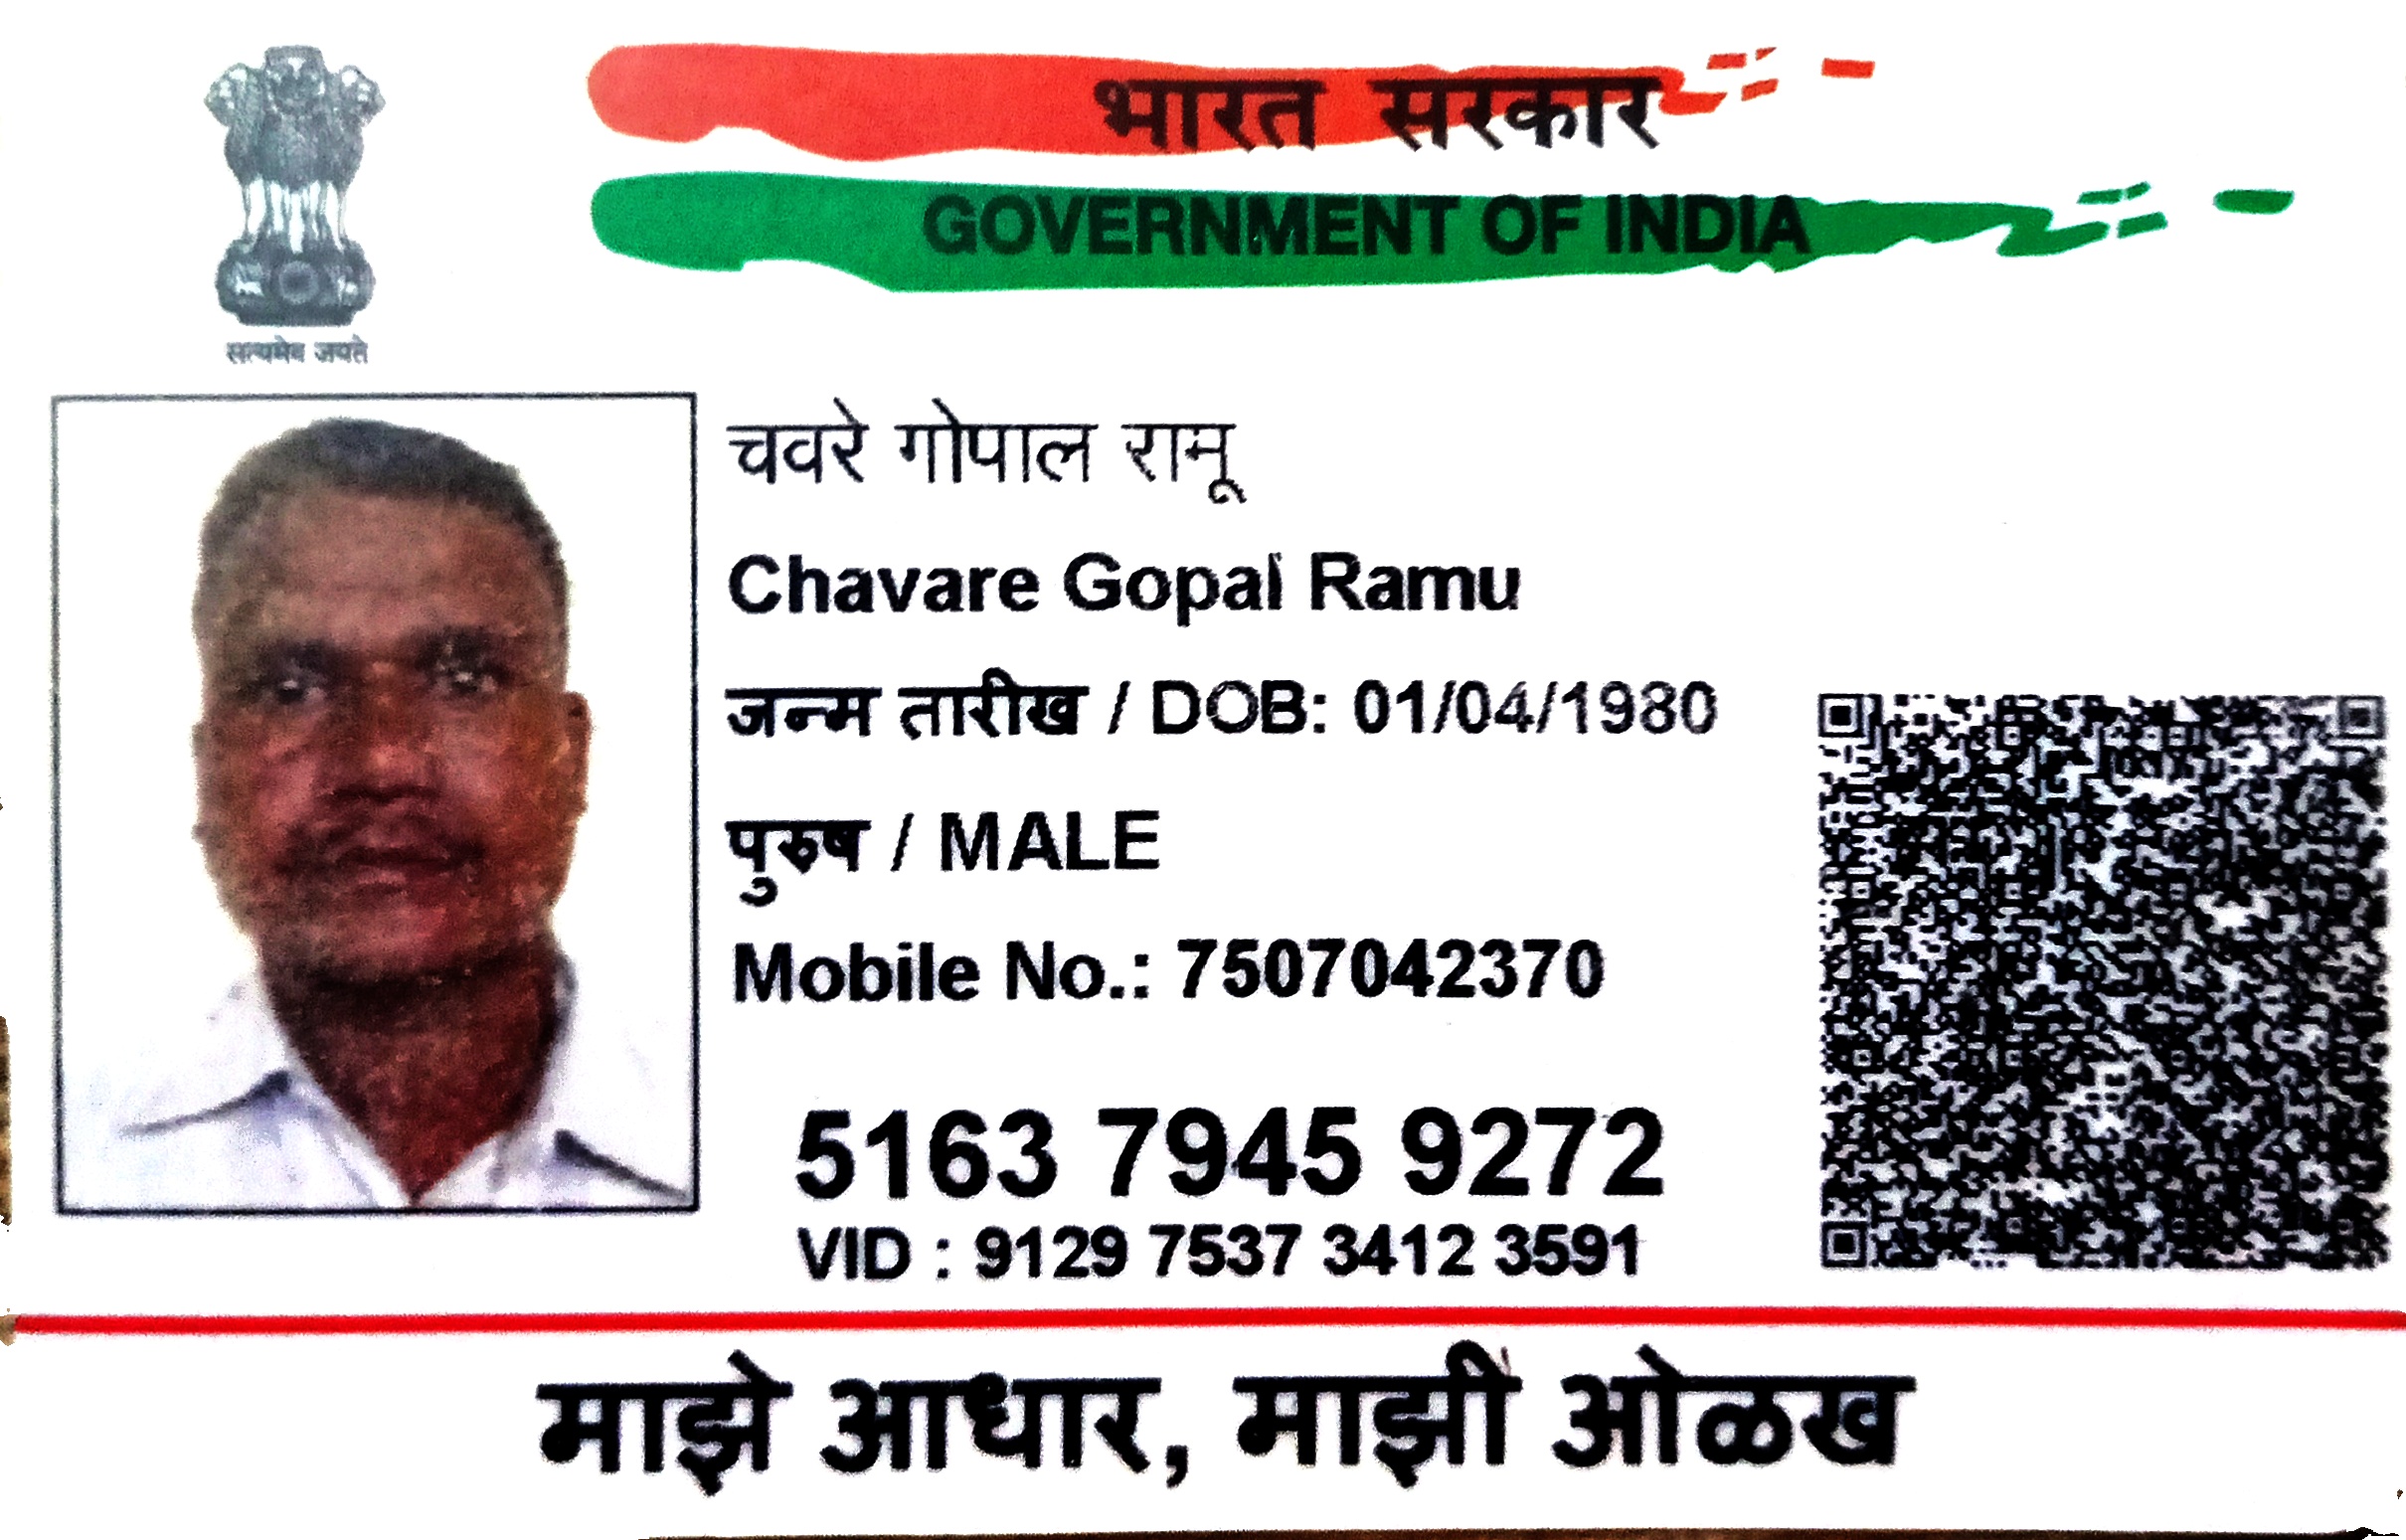 भारत सरकार
GOVERNMENT OF INDIA
सत्यमेव जयते
चवरे गोपाल रामू
Chavare Gopal Ramu
जन्म तारीख / DOB: 01/04/1980
पुरुष / MALE
Mobile No.: 7507042370
5163 7945 9272
VID : 9129 7537 3412 3591
माझे आधार, माझी ओळख